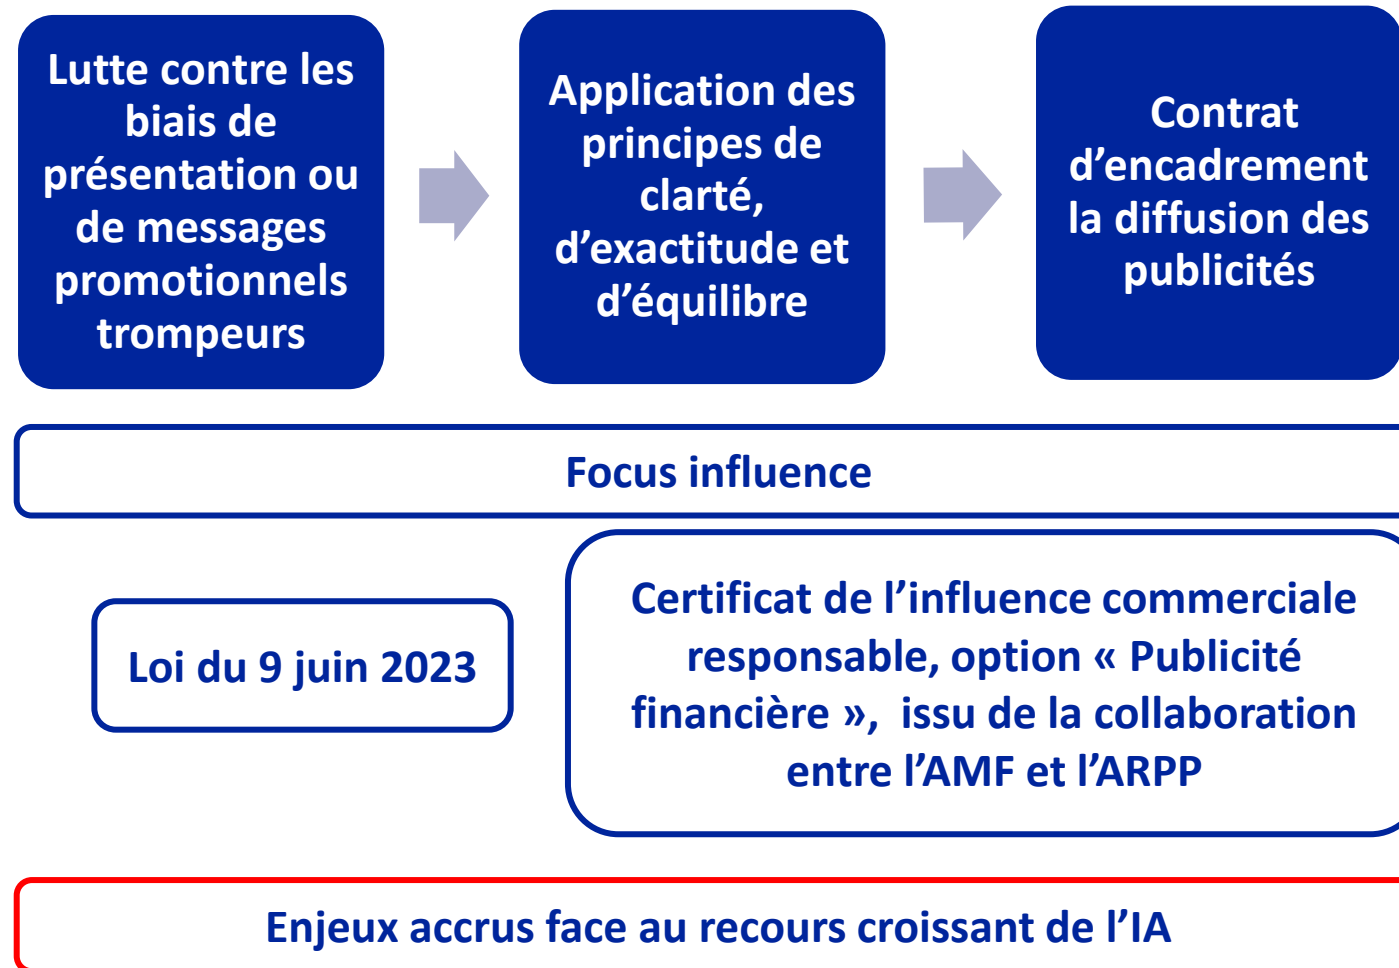 Lutte contre les
biais de
présentation ou
de messages
promotionnels
trompeurs
Application des
principes de
clarté,
d’exactitude et
d’équilibre
Contrat
d’encadrement
la diffusion des
publicités
Focus influence
Loi du 9 juin 2023
Certificat de l’influence commerciale
responsable, option « Publicité
financière »,  issu de la collaboration
entre l’AMF et l’ARPP
Enjeux accrus face au recours croissant de l’IA